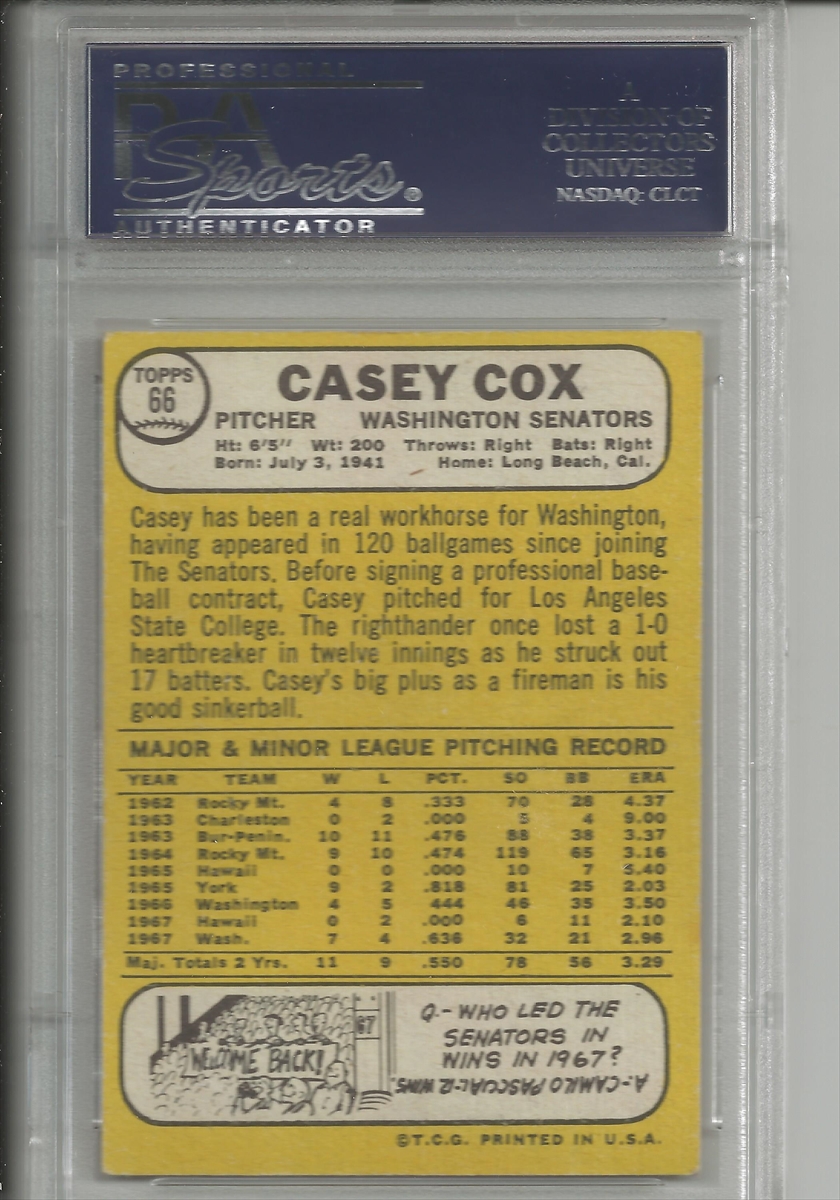 PROFESSIONAL
PSA
Sports®
AUTHENTICATOR
A
DIVISION OF
COLLECTORS
UNIVERSE
NASDAQ: CLCT
TOPPS
66
CASEY COX
PITCHER WASHINGTON SENATORS
Ht: 6'5" Wt: 200 Throws: Right Bats: Right
Born: July 3, 1941 Home: Long Beach, Cal.
Casey has been a real workhorse for Washington,
having appeared in 120 ballgames since joining
The Senators. Before signing a professional base-
ball contract, Casey pitched for Los Angeles
State College. The righthander once lost a 1-0
heartbreaker in twelve innings as he struck out
17 batters. Casey's big plus as a fireman is his
good sinkerball.
MAJOR & MINOR LEAGUE PITCHING RECORD
YEAR TEAM W L PCT. SO BB ERA
1962 Rocky Mt. 4 8 .333 70 28 4.37
1963 Charleston 0 2 .000 5 4 9.00
1963 Bur-Penin. 10 11 .476 88 38 3.37
1964 Rocky Mt. 9 10 .474 119 65 3.16
1965 Hawaii 0 0 .000 10 7
1965 York 9 2 .818 81 25 2.03
1966 Washington 4 5 444 46 35 3.50
1967 Hawaii 0 2 .000 6 11 2.10
1967 Wash. 7 4 .636 32 21 2.96
Maj. Totals 2 Yrs. 11 9 .550 78 56 3.29
67
WELCOME BACK!
Q.- WHO LED THE
SENATORS IN
WINS IN 1967?
A.- CAMILO PASCUAL-12 WINS.
©T.C.G. PRINTED IN U.S.A.